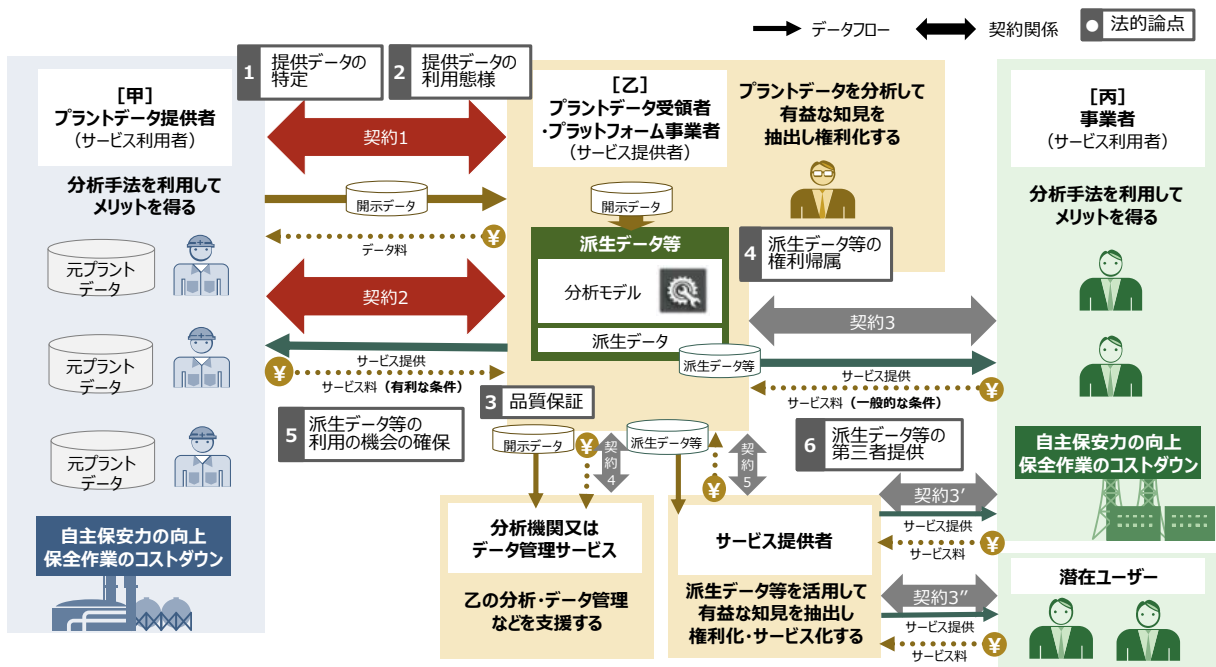 データフロー
契約関係
法的論点
1
提供データの
特定
2
提供データの
利用態様
[甲]
プラントデータ提供者
（サービス利用者）
分析手法を利用して
メリットを得る
元プラント
データ
元プラント
データ
元プラント
データ
自主保安力の向上
保全作業のコストダウン
契約1
開示データ
¥
データ料
契約2
サービス提供
¥
サービス料（有利な条件）
5
派生データ等の
利用の機会の確保
3
品質保証
[乙]
プラントデータ受領者
・プラットフォーム事業者
（サービス提供者）
プラントデータを分析して
有益な知見を
抽出し権利化する
開示データ
派生データ等
分析モデル
派生データ
派生データ等
4
派生データ等の
権利帰属
契約3
サービス提供
¥
サービス料（一般的な条件）
6
派生データ等の
第三者提供
開示データ
¥
契約4
派生データ等
¥
契約5
分析機関又は
データ管理サービス
乙の分析・データ管理
などを支援する
サービス提供者
派生データ等を活用して
有益な知見を抽出し
権利化・サービス化する
契約3′
サービス提供
¥
サービス料
契約3″
サービス提供
¥
サービス料
[丙]
事業者
（サービス利用者）
分析手法を利用して
メリットを得る
自主保安力の向上
保全作業のコストダウン
潜在ユーザー